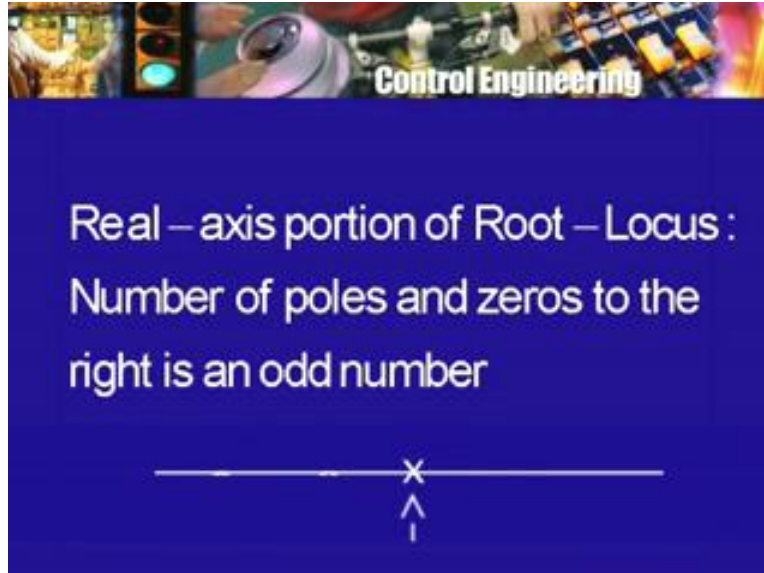 Control Engineering
Real – axis portion of Root – Locus :
Number of poles and zeros to the
right is an odd number
X